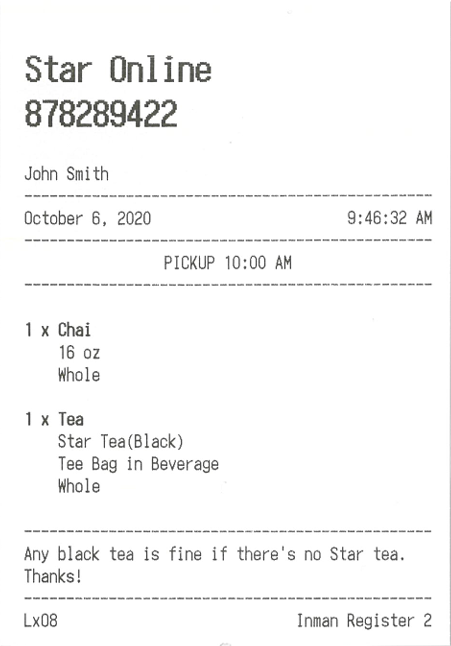 Star Online
878289422
John Smith
October 6, 2020 9:46:32 AM
PICKUP 10:00 AM
1 x Chai
16 oz
Whole
1 x Tea
Star Tea(Black)
Tee Bag in Beverage
Whole
Any black tea is fine if there's no Star tea.
Thanks!
Lx08 Inman Register 2